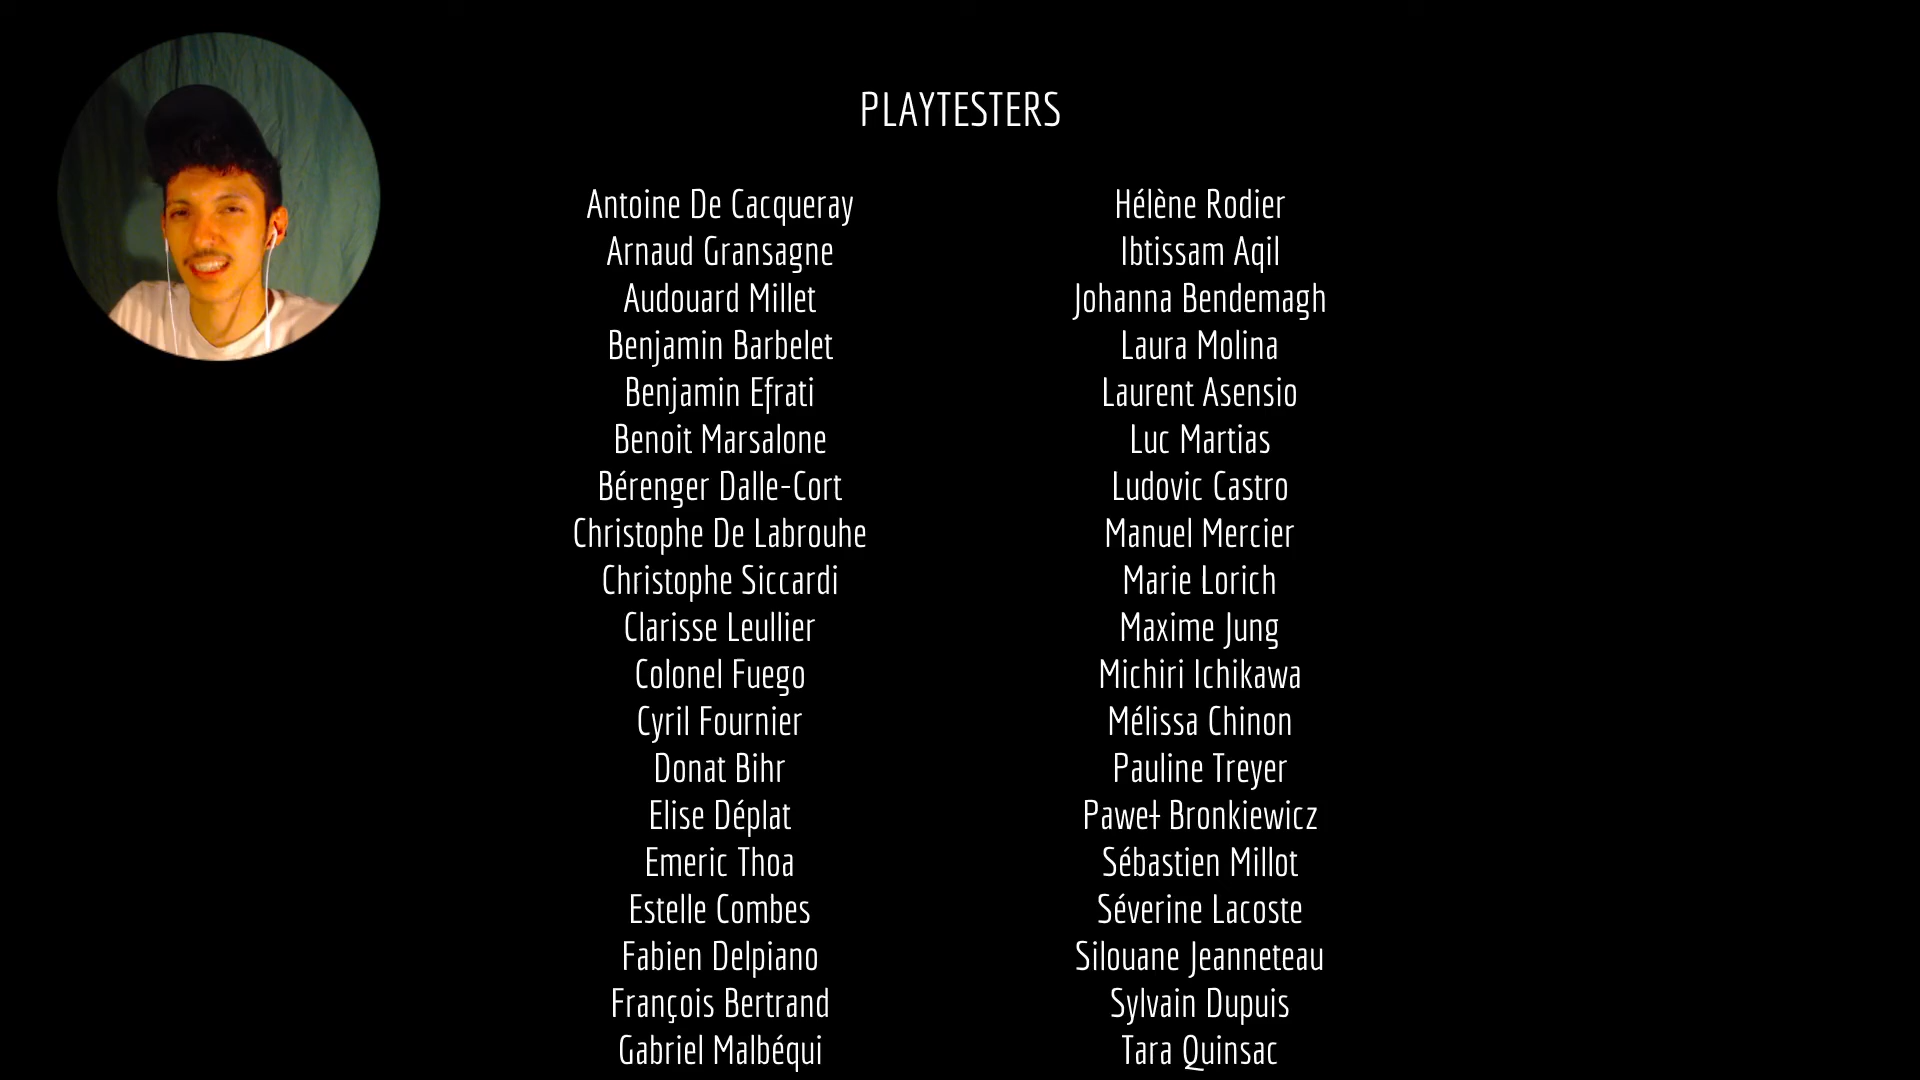 PLAYTESTERS
Antoine De Cacqueray
Arnaud Gransagne
Audouard Millet
Benjamin Barbelet
Benjamin Efrati
Benoit Marsalone
Bérenger Dalle-Cort
Christophe De Labrouhe
Christophe Siccardi
Clarisse Leullier
Colonel Fuego
Cyril Fournier
Donat Bihr
Elise Déplat
Emeric Thoa
Estelle Combes
Fabien Delpiano
François Bertrand
Gabriel Malbéqui
Hélène Rodier
Ibtissam Aqil
Johanna Bendemagh
Laura Molina
Laurent Asensio
Luc Martias
Ludovic Castro
Manuel Mercier
Marie Lorich
Maxime Jung
Michiri Ichikawa
Mélissa Chinon
Pauline Treyer
Paweł Bronkiewicz
Sébastien Millot
Séverine Lacoste
Silouane Jeanneteau
Sylvain Dupuis
Tara Quinsac